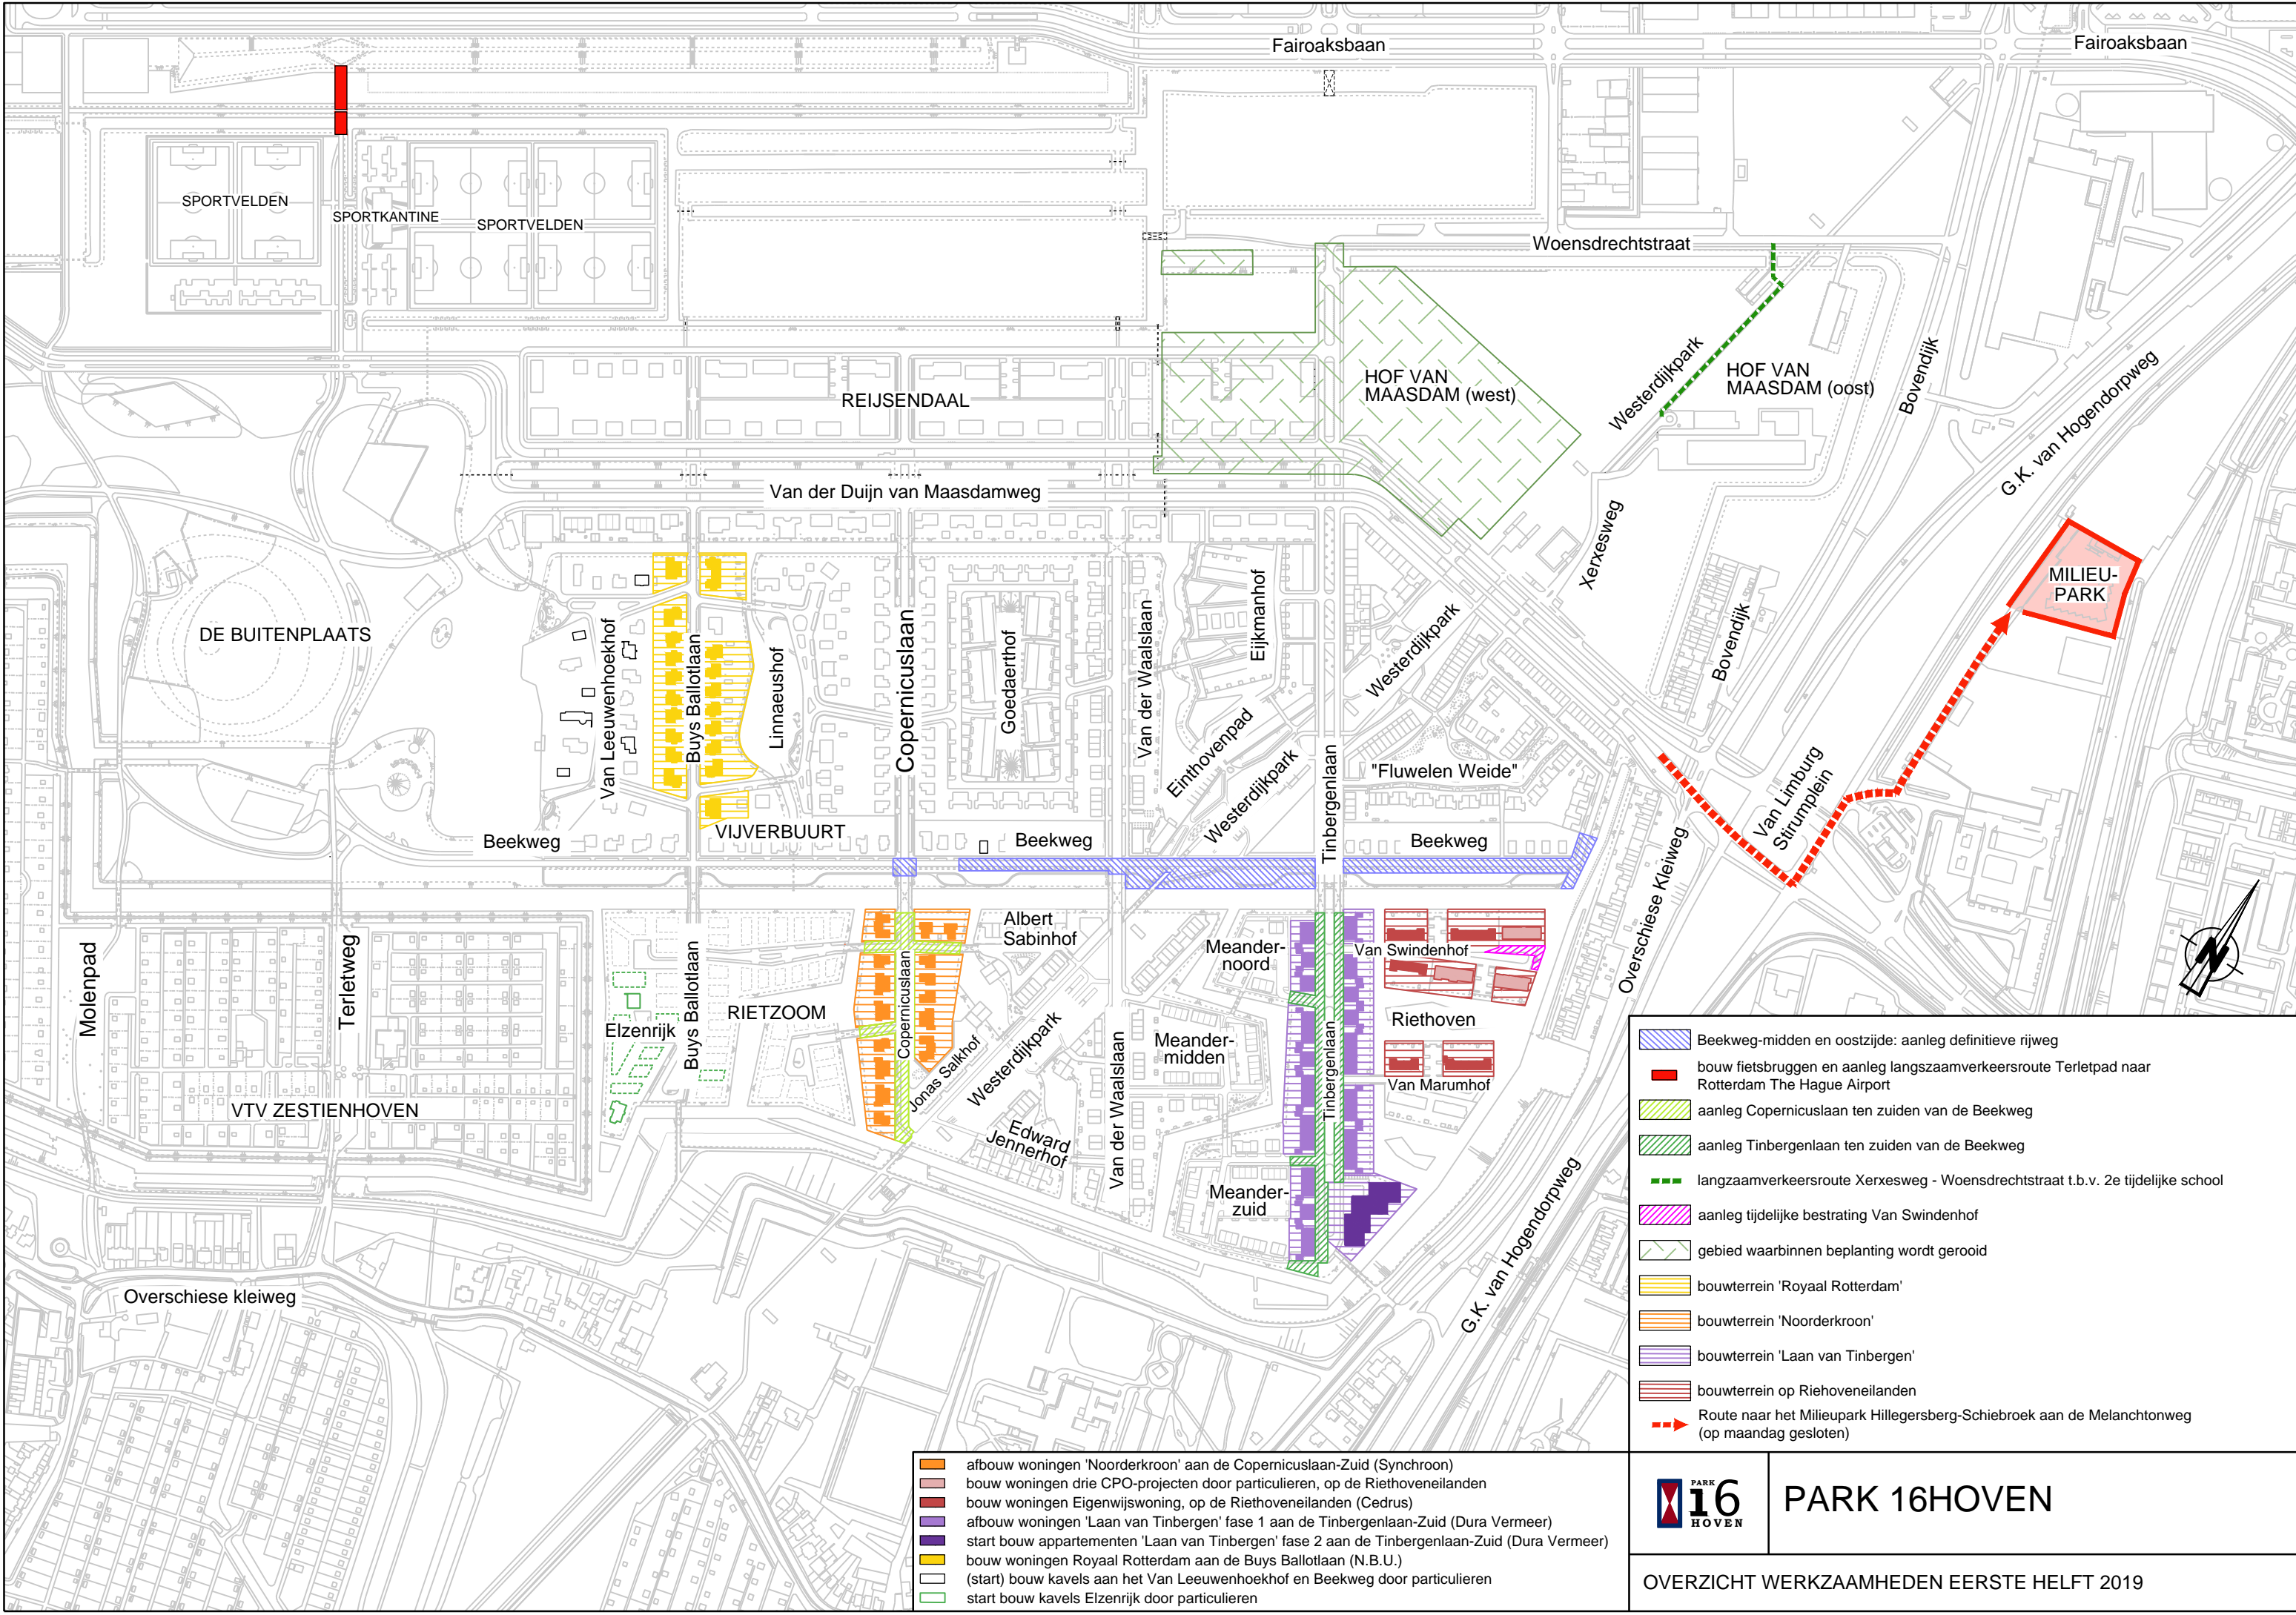 Fairoaksbaan
Fairoaksbaan
SPORTVELDEN
SPORTKANTINE
SPORTVELDEN
Woensdrechtstraat
HOF VAN
MAASDAM (west)
Westerdijkpark
HOF VAN
MAASDAM (oost)
Bovendijk
G.K. van Hogendorpweg
REIJSENDAAL
Van der Duijn van Maasdamweg
Xerxesweg
MILIEU-
PARK
DE BUITENPLAATS
Van Leeuwenhoekhof
Buys Ballotlaan
Linnaeushof
Copernicuslaan
Goedaerthof
Van der Waalslaan
Eijkmanhof
Westerdijkpark
Bovendijk
Einthovenpad
Westerdijkpark
Tinbergenlaan
"Fluwelen Weide"
Van Limburg
Stirumplein
Beekweg
VIJVERBUURT
Beekweg
Beekweg
Overschiese Kleiweg
Molenpad
Terletweg
Elzenrijk
Buys Ballotlaan
RIETZOOM
Copernicuslaan
Albert
Sabinhof
Jonas Salkhof
Westerdijkpark
Edward
Jennerhof
Van der Waalslaan
Meander-
noord
Meander-
midden
Meander-
zuid
Tinbergenlaan
Van Swindenhof
Riethoven
Van Marumhof
VTV ZESTIENHOVEN
Overschiese kleiweg
G.K. van Hogendorpweg
N
Beekweg-midden en oostzijde: aanleg definitieve rijweg
bouw fietsbruggen en aanleg langszaamverkeersroute Terletpad naar
Rotterdam The Hague Airport
aanleg Copernicuslaan ten zuiden van de Beekweg
aanleg Tinbergenlaan ten zuiden van de Beekweg
langzaamverkeersroute Xerxesweg - Woensdrechtstraat t.b.v. 2e tijdelijke school
aanleg tijdelijke bestrating Van Swindenhof
gebied waarbinnen beplanting wordt gerooid
bouwterrein 'Royaal Rotterdam'
bouwterrein 'Noorderkroon'
bouwterrein 'Laan van Tinbergen'
bouwterrein op Riehoveneilanden
Route naar het Milieupark Hillegersberg-Schiebroek aan de Melanchtonweg
(op maandag gesloten)
afbouw woningen 'Noorderkroon' aan de Copernicuslaan-Zuid (Synchroon)
bouw woningen drie CPO-projecten door particulieren, op de Riethoveneilanden
bouw woningen Eigenwijswoning, op de Riethoveneilanden (Cedrus)
afbouw woningen 'Laan van Tinbergen' fase 1 aan de Tinbergenlaan-Zuid (Dura Vermeer)
start bouw appartementen 'Laan van Tinbergen' fase 2 aan de Tinbergenlaan-Zuid (Dura Vermeer)
bouw woningen Royaal Rotterdam aan de Buys Ballotlaan (N.B.U.)
(start) bouw kavels aan het Van Leeuwenhoekhof en Beekweg door particulieren
start bouw kavels Elzenrijk door particulieren
PARK
16
HOVEN
PARK 16HOVEN
OVERZICHT WERKZAAMHEDEN EERSTE HELFT 2019